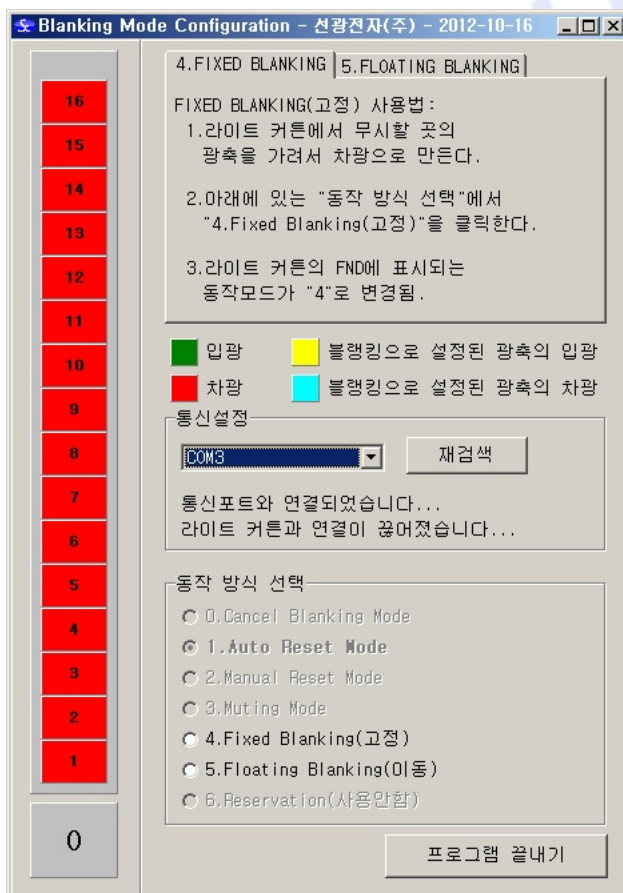 Blanking Mode Configuration - 선광전자(주) - 2012-10-16
4.FIXED BLANKING
5.FLOATING BLANKING
FIXED BLANKING(고정) 사용법:
1.라이트 커튼에서 무시할 곳의
광축을 가려서 차광으로 만든다.
2.아래에 있는 "동작 방식 선택"에서
"4.Fixed Blanking(고정)"을 클릭한다.
3.라이트 커튼의 FND에 표시되는
동작모드가 "4"로 변경됨.
16
15
14
13
12
11
10
9
8
7
6
5
4
3
2
1
0
입광
블랭킹으로 설정된 광축의 입광
차광
블랭킹으로 설정된 광축의 차광
통신설정
COM3
재검색
통신포트와 연결되었습니다...
라이트 커튼과 연결이 끊어졌습니다...
동작 방식 선택
0.Cancel Blanking Mode
1.Auto Reset Mode
2.Manual Reset Mode
3.Muting Mode
4.Fixed Blanking(고정)
5.Floating Blanking(이동)
6.Reservation(사용안함)
프로그램 끝내기